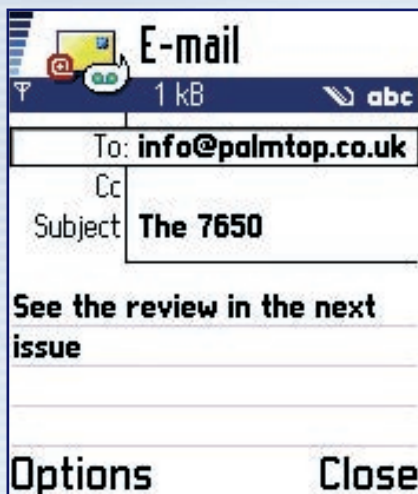 E-mail
1 kB abc
To: info@palmtop.co.uk
Cc
Subject The 7650
See the review in the next
issue
Options Close